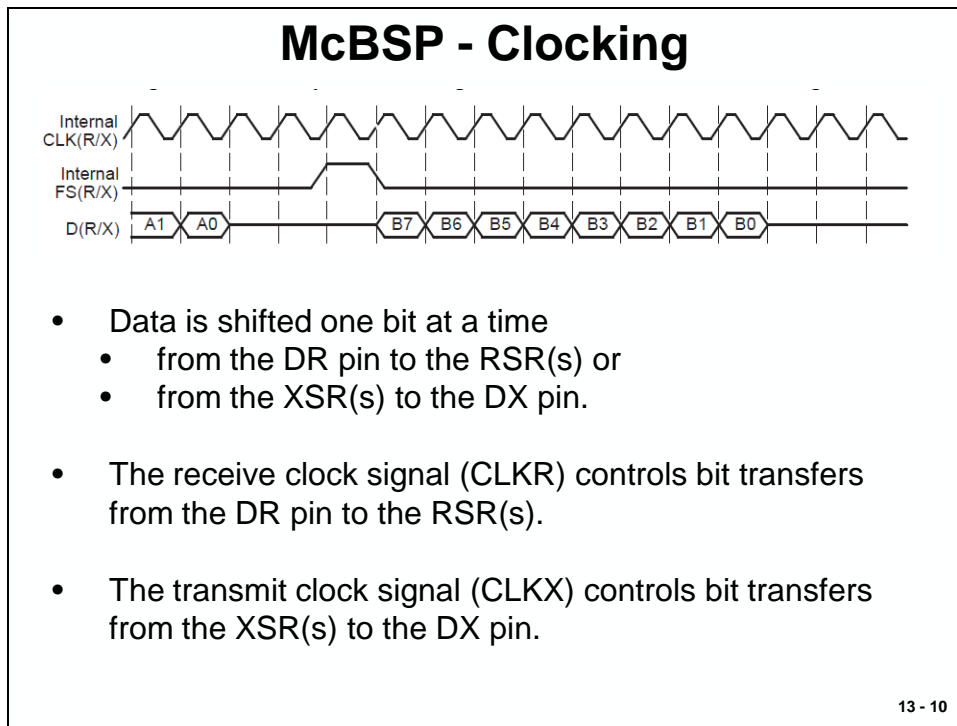 McBSP - Clocking
Internal
CLK(R/X)
Internal
FS(R/X)
D(R/X) A1 A0 B7 B6 B5 B4 B3 B2 B1 B0
• Data is shifted one bit at a time
• from the DR pin to the RSR(s) or
• from the XSR(s) to the DX pin.
• The receive clock signal (CLKR) controls bit transfers
from the DR pin to the RSR(s).
• The transmit clock signal (CLKX) controls bit transfers
from the XSR(s) to the DX pin.
13 - 10